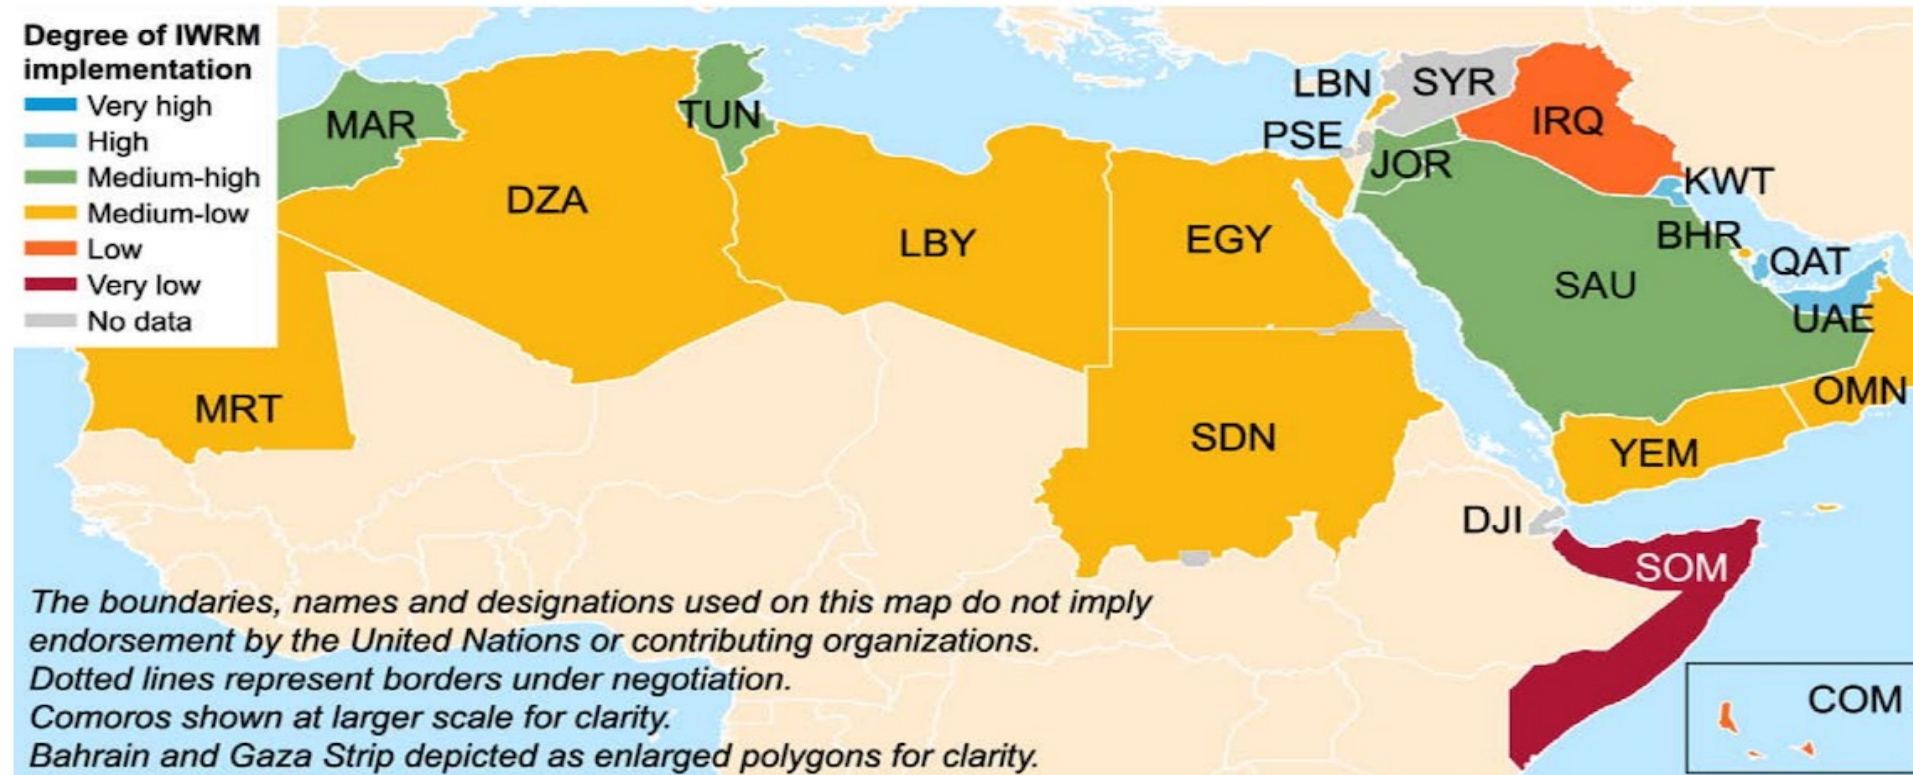 Degree of IWRM
implementation
Very high
High
Medium-high
Medium-low
Low
Very low
No data
MAR
TUN
DZA
LBY
EGY
LBN
SYR
PSE
JOR
IRQ
KWT
BHR
QAT
SAU
UAE
OMN
MRT
SDN
YEM
DJI
SOM
COM
The boundaries, names and designations used on this map do not imply
endorsement by the United Nations or contributing organizations.
Dotted lines represent borders under negotiation.
Comoros shown at larger scale for clarity.
Bahrain and Gaza Strip depicted as enlarged polygons for clarity.